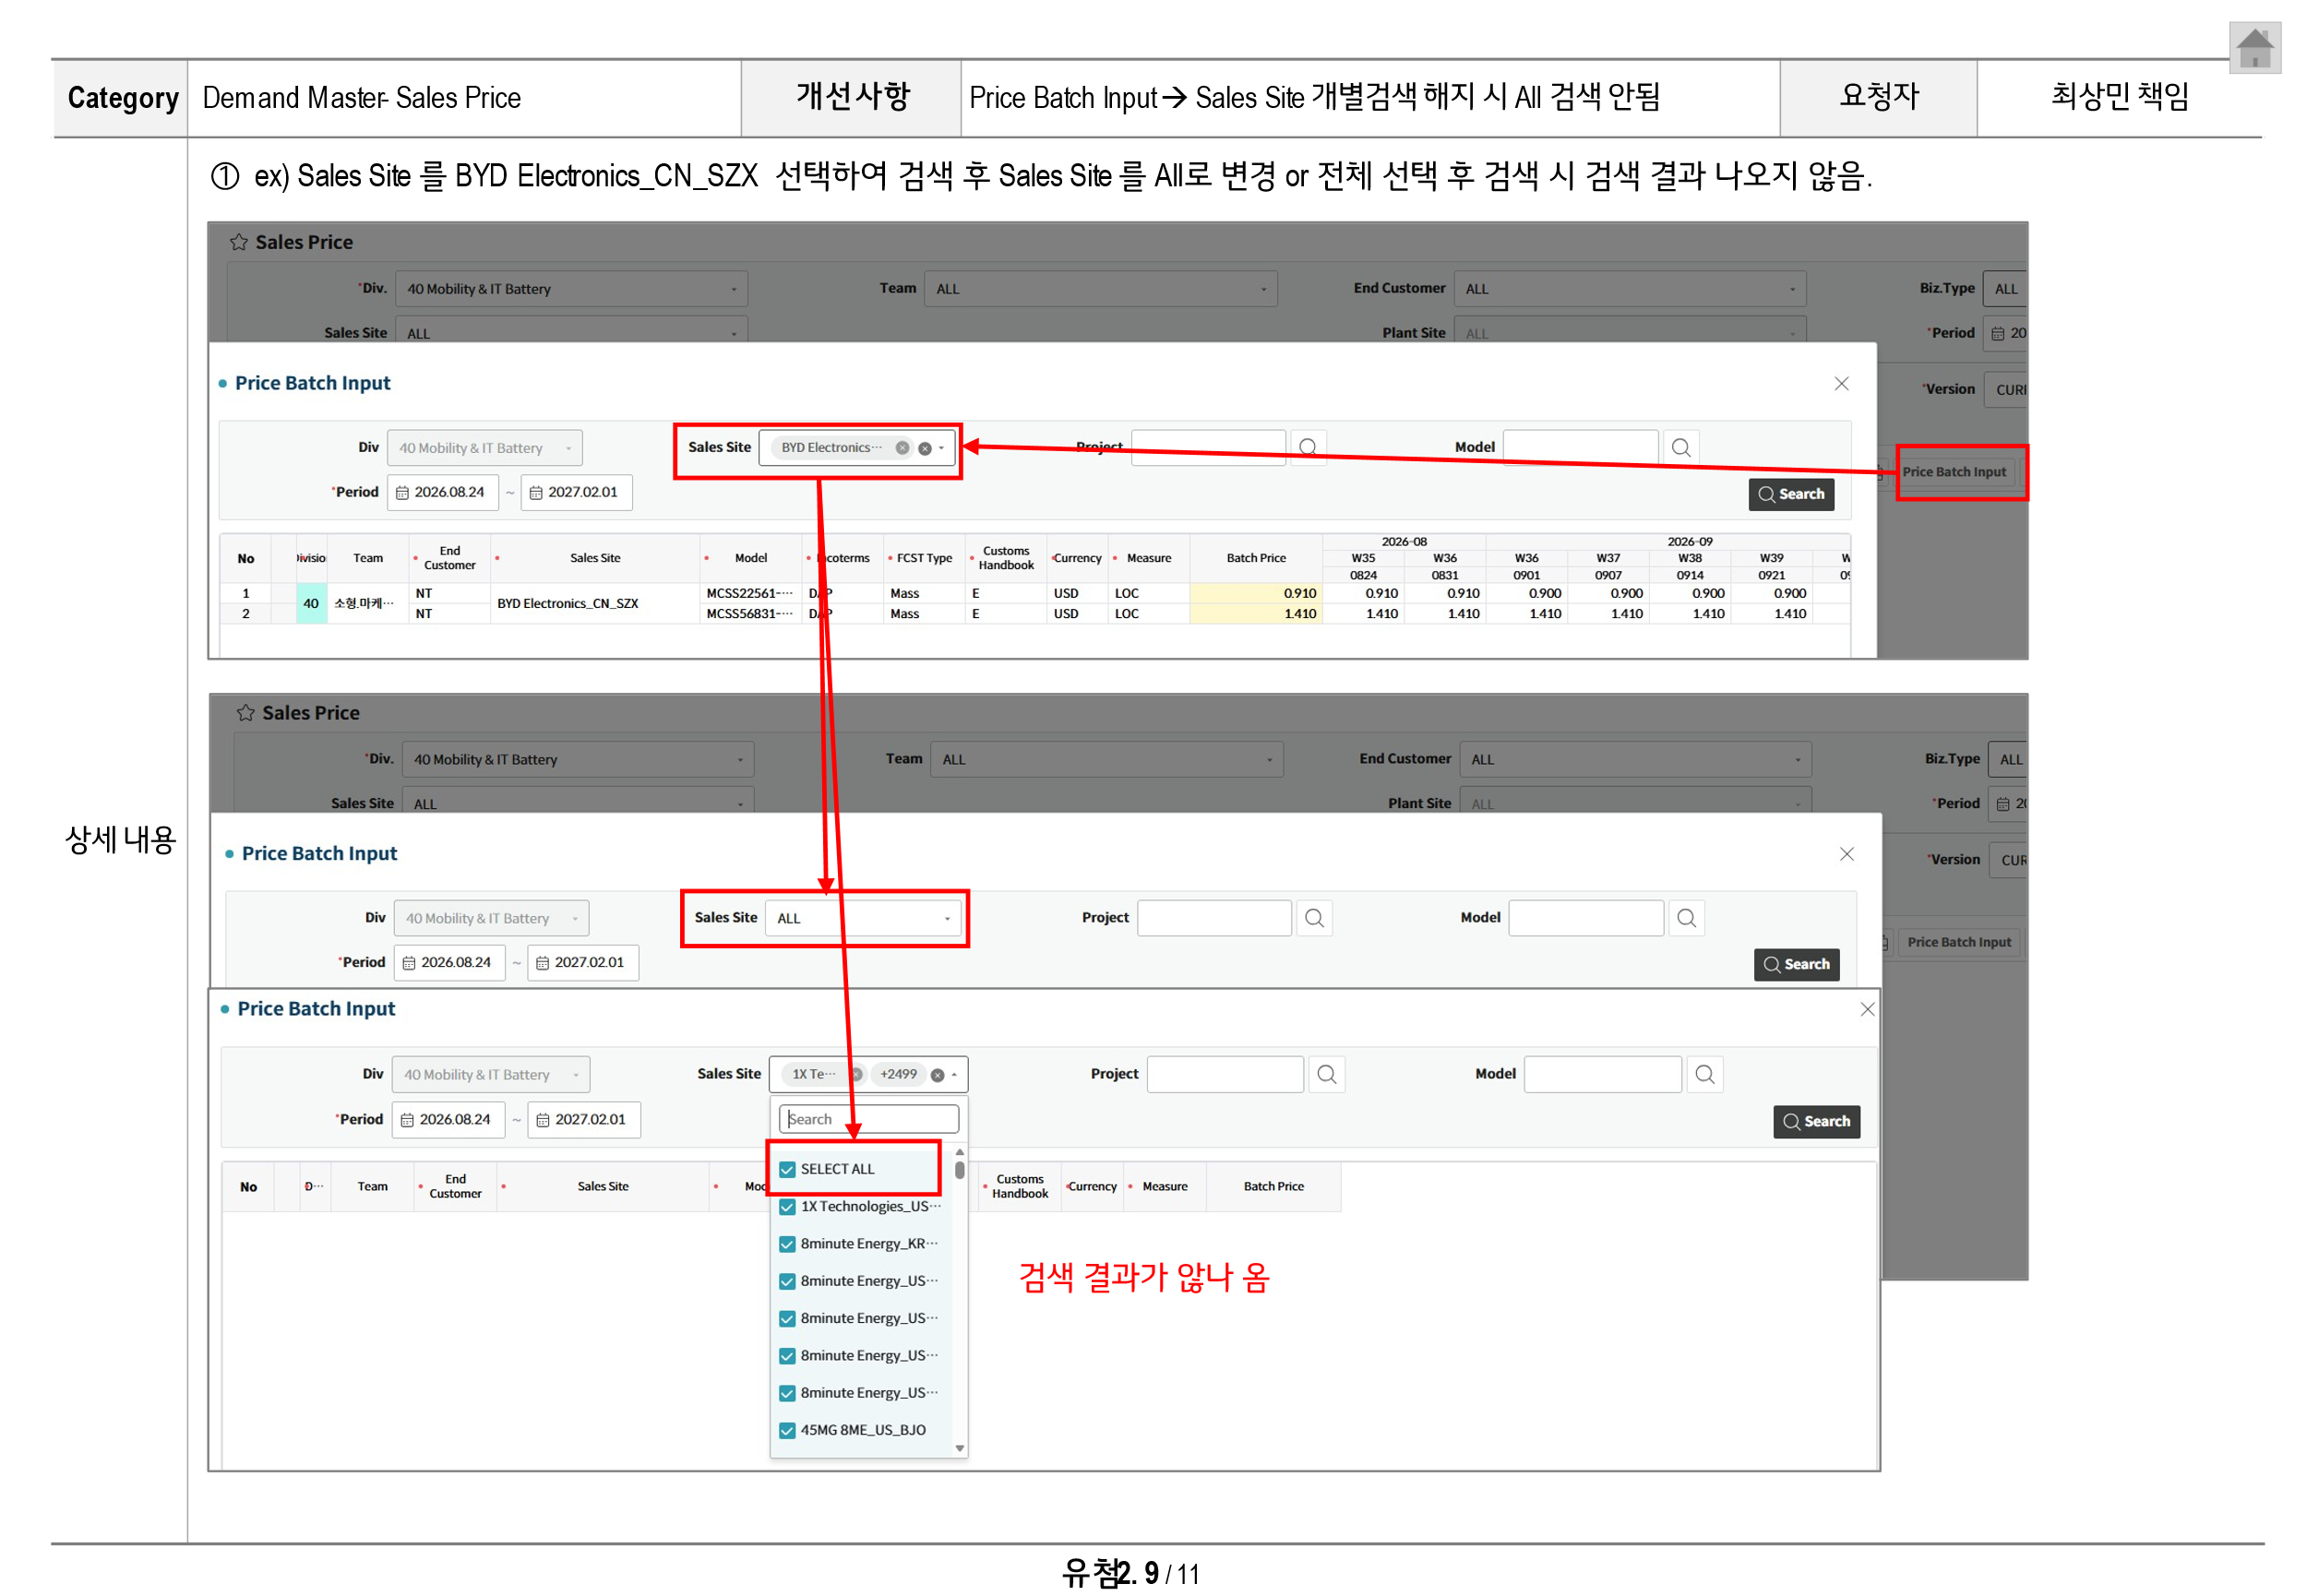 Category Demand Master- Sales Price 개선사항 Price Batch Input→ Sales Site 개별검색 해지 시 All 검색 안됨 요청자 최상민 책임
① ex) Sales Site 를 BYD Electronics_CN_SZX 선택하여 검색 후 Sales Site 를 All로 변경 or 전체 선택 후 검색 시 검색 결과 나오지 않음.
상세 내용
☆ Sales Price
*Div. 40 Mobility & IT Battery Team ALL End Customer ALL Biz.Type ALL
Sales Site ALL Plant Site ALL *Period 20
*Version CUR
• Price Batch Input
Div 40 Mobility & IT Battery Sales Site BYD Electronics··· Project Model
Price Batch Input
*Period 2026.08.24 ~ 2027.02.01 Search
No Divisio Team End Customer Sales Site Model Incoterms FCST Type Customs Handbook Currency Measure Batch Price 2026-08 2026-09
W35 W36 W36 W37 W38 W39 W
0824 0831 0901 0907 0914 0921 09
1 40 소형.마케··· NT BYD Electronics_CN_SZX MCSS22561-··· DAP Mass E USD LOC 0.910 0.910 0.910 0.900 0.900 0.900 0.900
2 NT MCSS56831-··· DAP Mass E USD LOC 1.410 1.410 1.410 1.410 1.410 1.410 1.410
☆ Sales Price
*Div. 40 Mobility & IT Battery Team ALL End Customer ALL Biz.Type ALL
Sales Site ALL Plant Site ALL *Period 20
• Price Batch Input
*Version CUR
Div 40 Mobility & IT Battery Sales Site ALL Project Model
Price Batch Input
*Period 2026.08.24 ~ 2027.02.01 Search
• Price Batch Input
Div 40 Mobility & IT Battery Sales Site 1X Te··· +2499 Project Model
*Period 2026.08.24 ~ 2027.02.01 Search
Search
No D··· Team End Customer Sales Site Mod Customs Handbook Currency Measure Batch Price
SELECT ALL
1X Technologies_US···
8minute Energy_KR···
8minute Energy_US···
8minute Energy_US···
8minute Energy_US···
8minute Energy_US···
45MG 8ME_US_BJO
검색 결과가 않나 옴
유첨2. 9 / 11